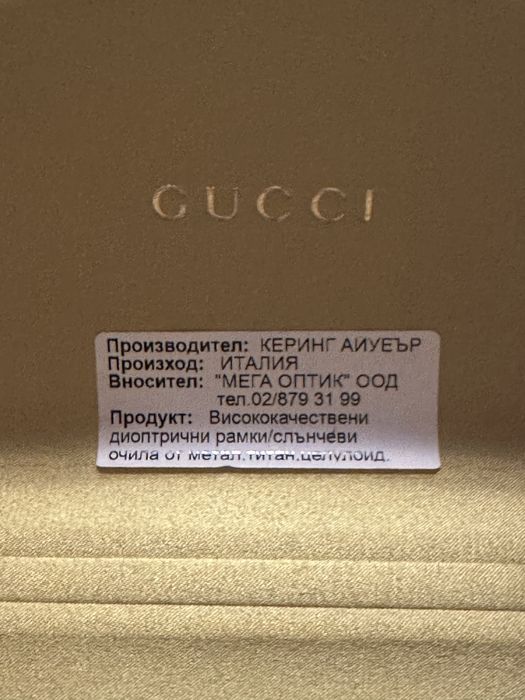 GUCCI
Производител: КЕРИНГ АИУЕЪР
Произход: ИТАЛИЯ
Вносител: "МЕГА ОПТИК" ООД
тел.02/879 31 99
Продукт: Висококачествени
диоптрични рамки/слънчеви
очила от метал,титан,целулоид.